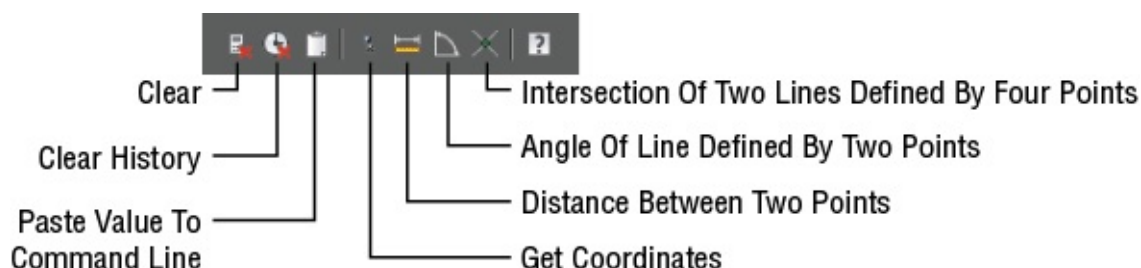 ?
Clear
Clear History
Paste Value To
Command Line
Intersection Of Two Lines Defined By Four Points
Angle Of Line Defined By Two Points
Distance Between Two Points
Get Coordinates